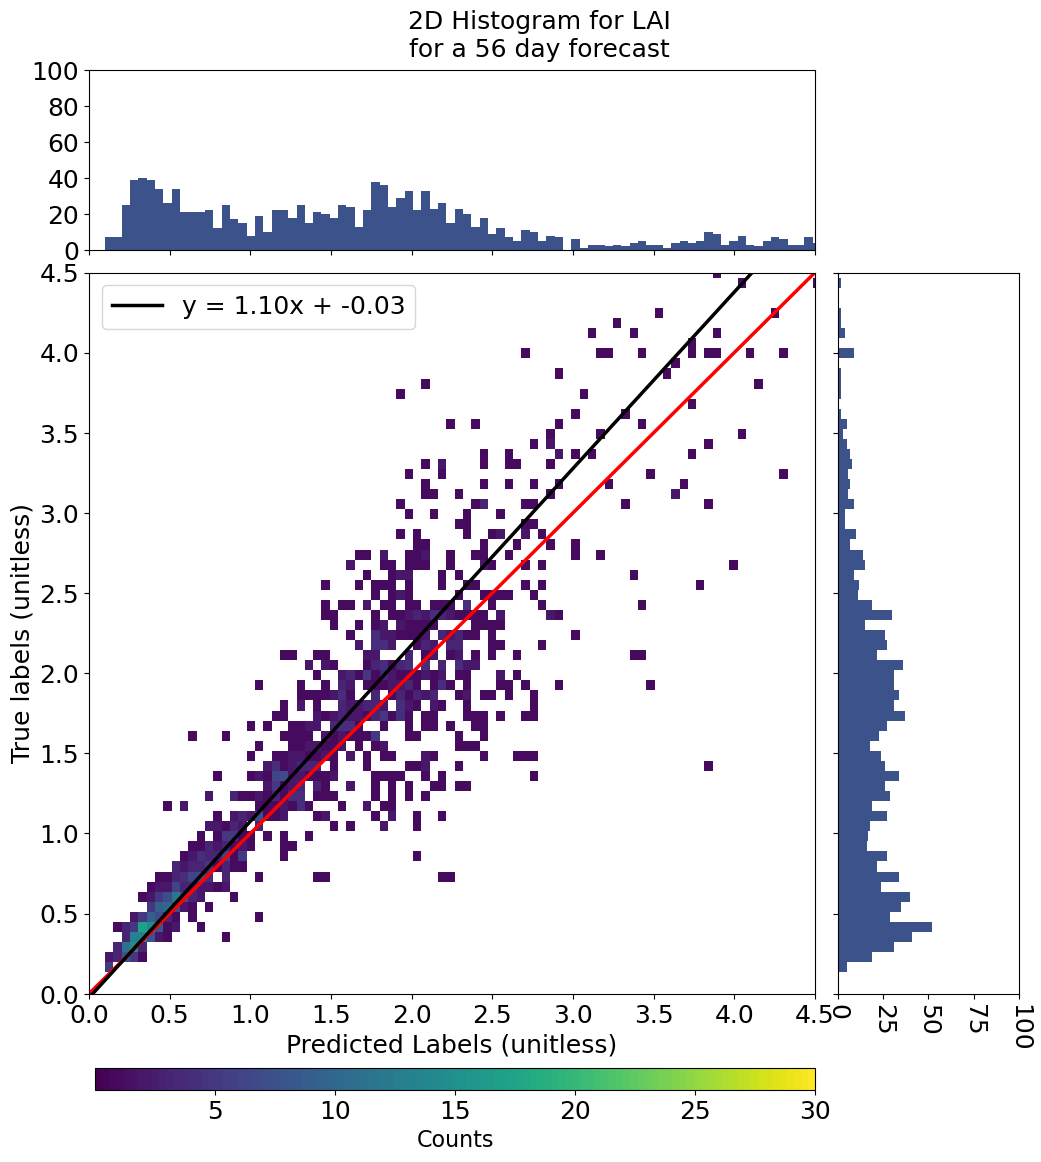 2D Histogram for LAI
for a 56 day forecast
100
80
60
40
20
0
4.5
4.0
3.5
3.0
2.5
2.0
1.5
1.0
0.5
0.0
True labels (unitless)
y = 1.10x + -0.03
0.0 0.5 1.0 1.5 2.0 2.5 3.0 3.5 4.0 4.5
Predicted Labels (unitless)
0 25 50 75 100
5 10 15 20 25 30
Counts